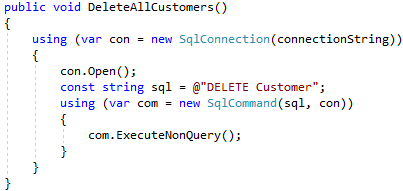 public void DeleteAllCustomers()
{
    using (var con = new SqlConnection(connectionString))
    {
        con.Open();
        const string sql = @"DELETE Customer";
        using (var com = new SqlCommand(sql, con))
        {
            com.ExecuteNonQuery();
        }
    }
}